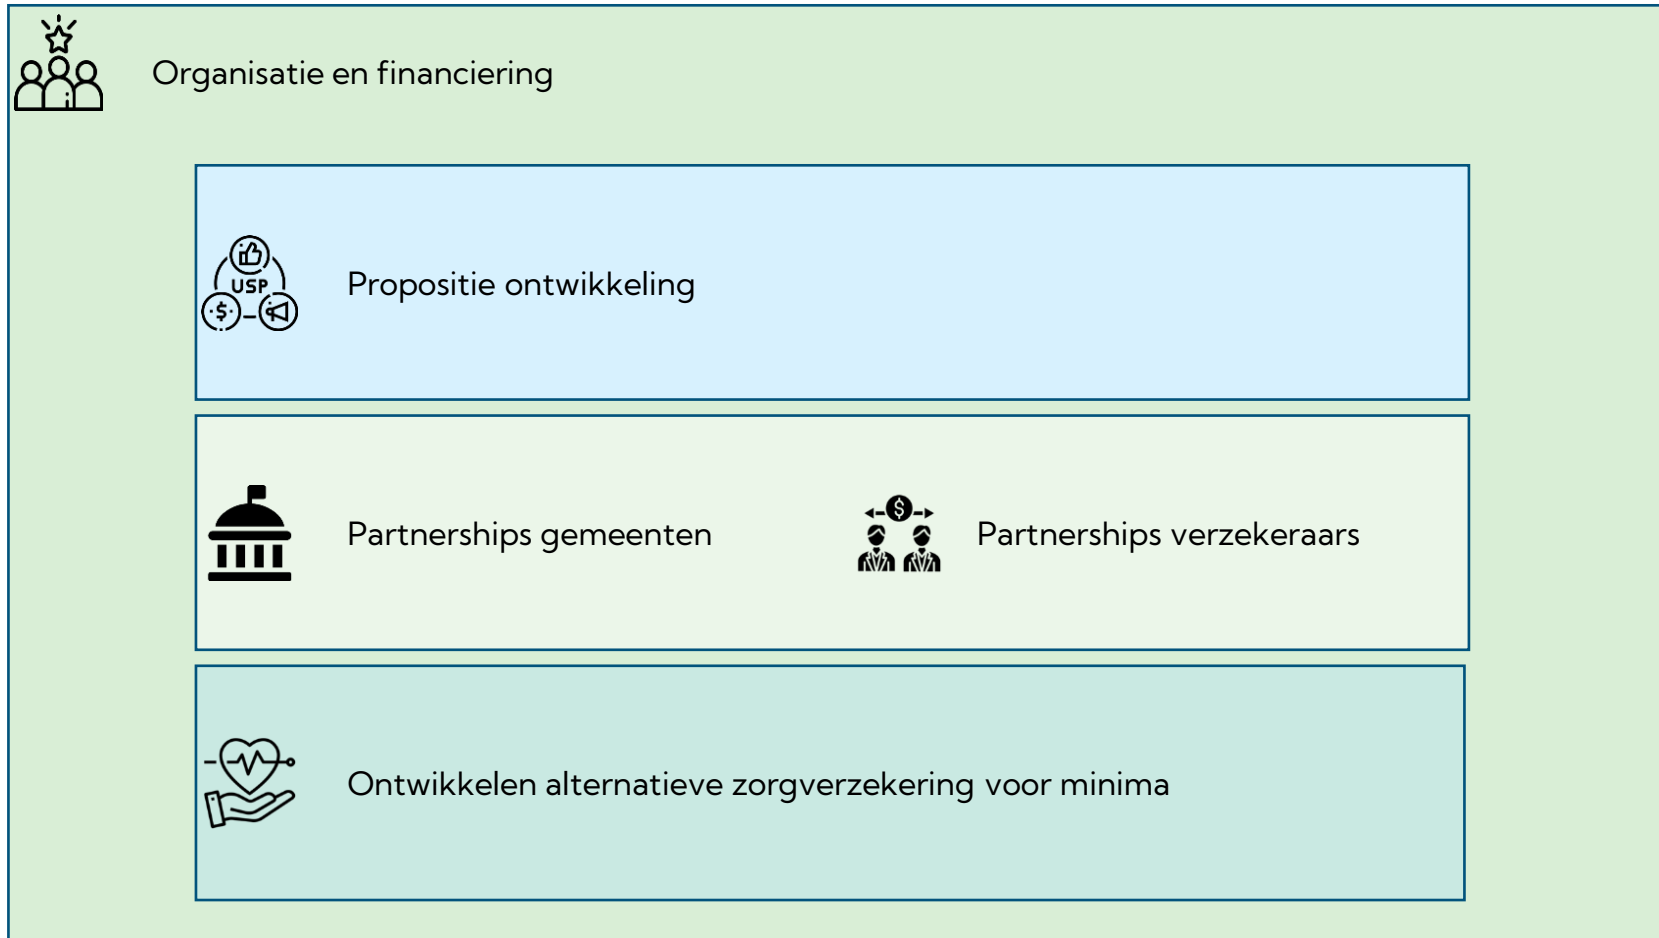 Organisatie en financiering
USP
Propositie ontwikkeling
Partnerships gemeenten
Partnerships verzekeraars
Ontwikkelen alternatieve zorgverzekering voor minima